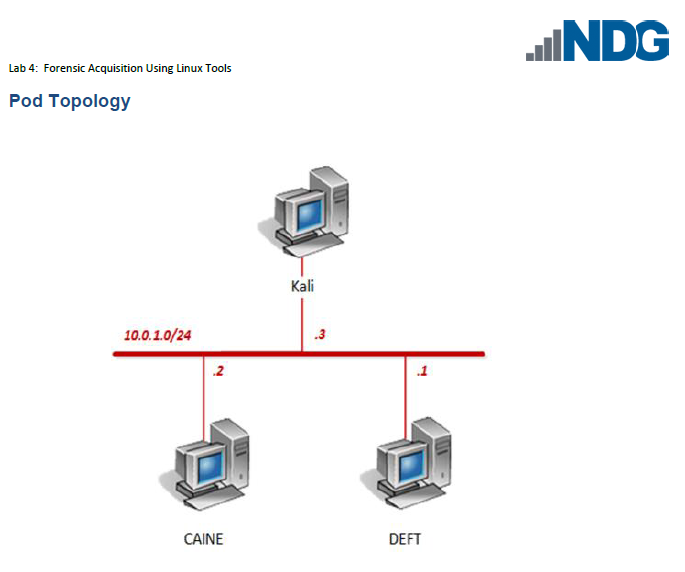 NDG
Lab 4: Forensic Acquisition Using Linux Tools
Pod Topology
Kali
10.0.1.0/24
.3
.2
.1
CAINE
DEFT